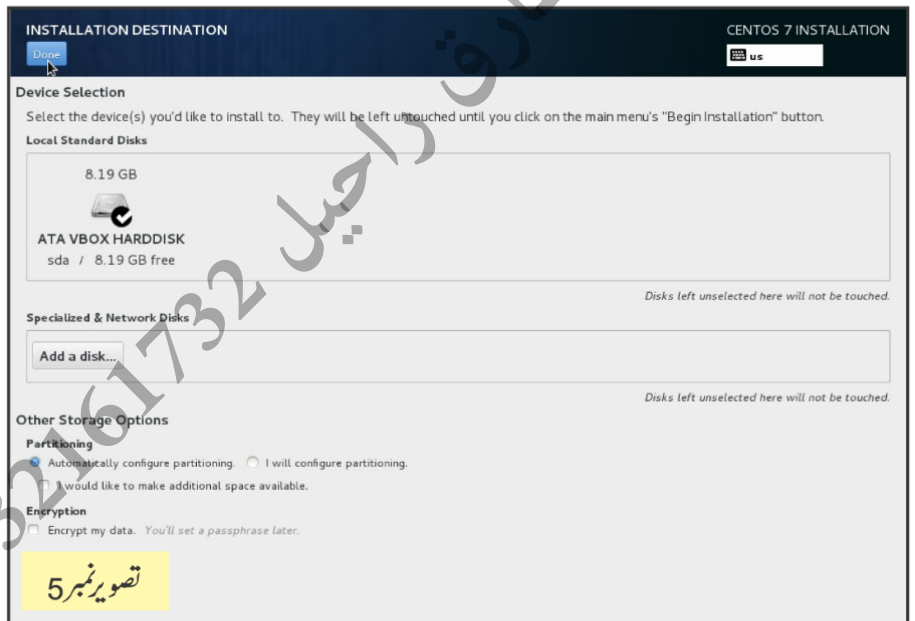 INSTALLATION DESTINATION
CENTOS 7 INSTALLATION
Done
us
Device Selection
Select the device(s) you'd like to install to. They will be left untouched until you click on the main menu's "Begin Installation" button.
Local Standard Disks
8.19 GB
ATA VBOX HARDDISK
sda / 8.19 GB free
Disks left unselected here will not be touched.
Specialized & Network Disks
Add a disk...
Disks left unselected here will not be touched.
Other Storage Options
Partitioning
Automatically configure partitioning. I will configure partitioning.
I would like to make additional space available.
Encryption
Encrypt my data. You'll set a passphrase later.
تصویر نمبر 5
راحیل